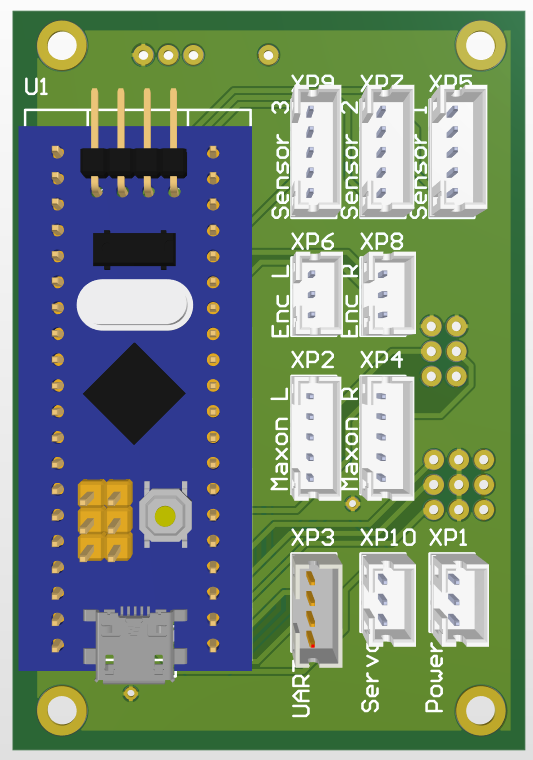 U1
XP9
XP7
XP5
Sensor 3
Sensor 2
Sensor 1
XP6
XP8
Enc L
Enc R
XP2
XP4
Maxon L
Maxon R
XP3
XP10
XP1
UART
Servo
Power